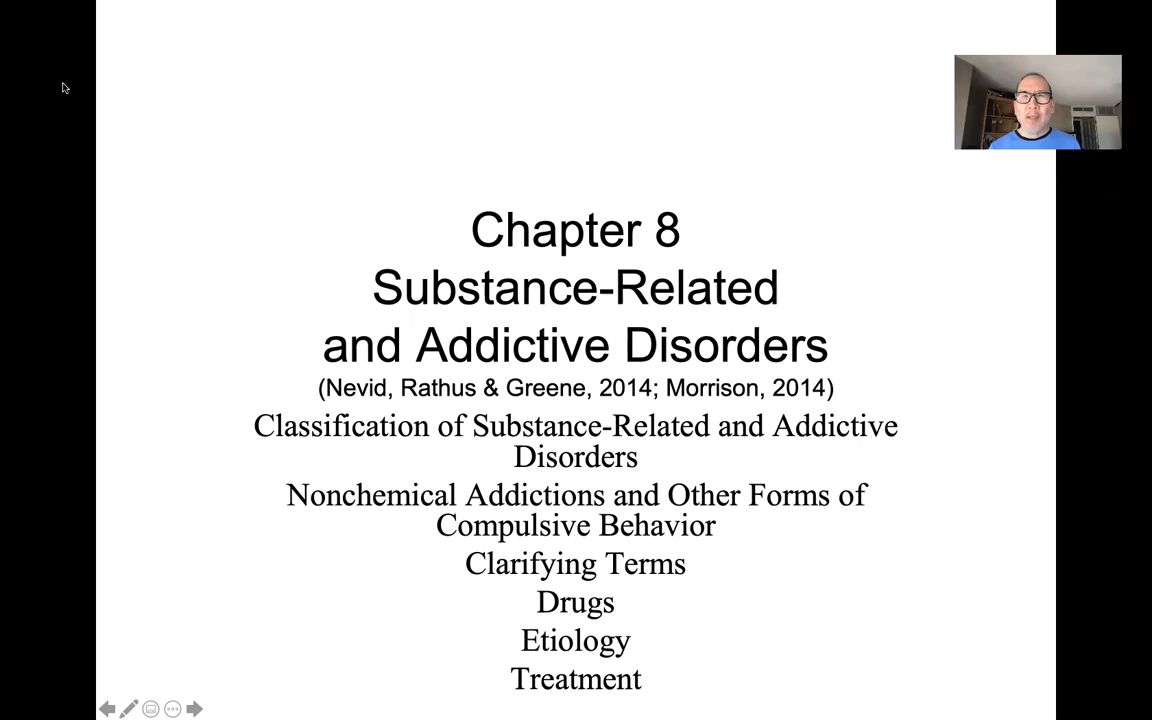 Chapter 8
Substance-Related
and Addictive Disorders
(Nevid, Rathus & Greene, 2014; Morrison, 2014)
Classification of Substance-Related and Addictive
Disorders
Nonchemical Addictions and Other Forms of
Compulsive Behavior
Clarifying Terms
Drugs
Etiology
Treatment